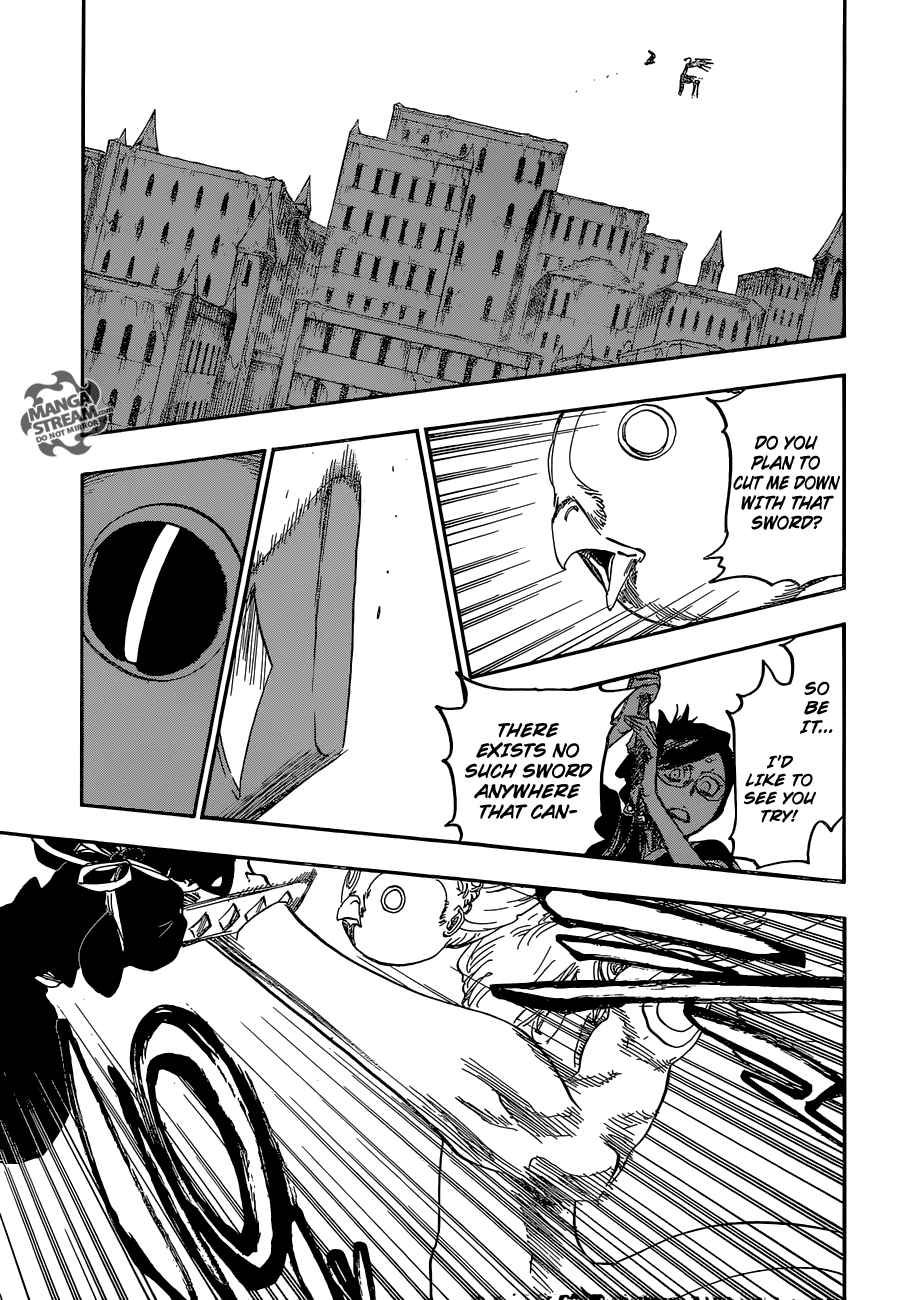 MANGA
STREAM.com
DO NOT MIRROR
DO YOU
PLAN TO
CUT ME DOWN
WITH THAT
SWORD?
SO
BE
IT...
I'D
LIKE TO
SEE YOU
TRY!
THERE
EXISTS NO
SUCH SWORD
ANYWHERE
THAT CAN-